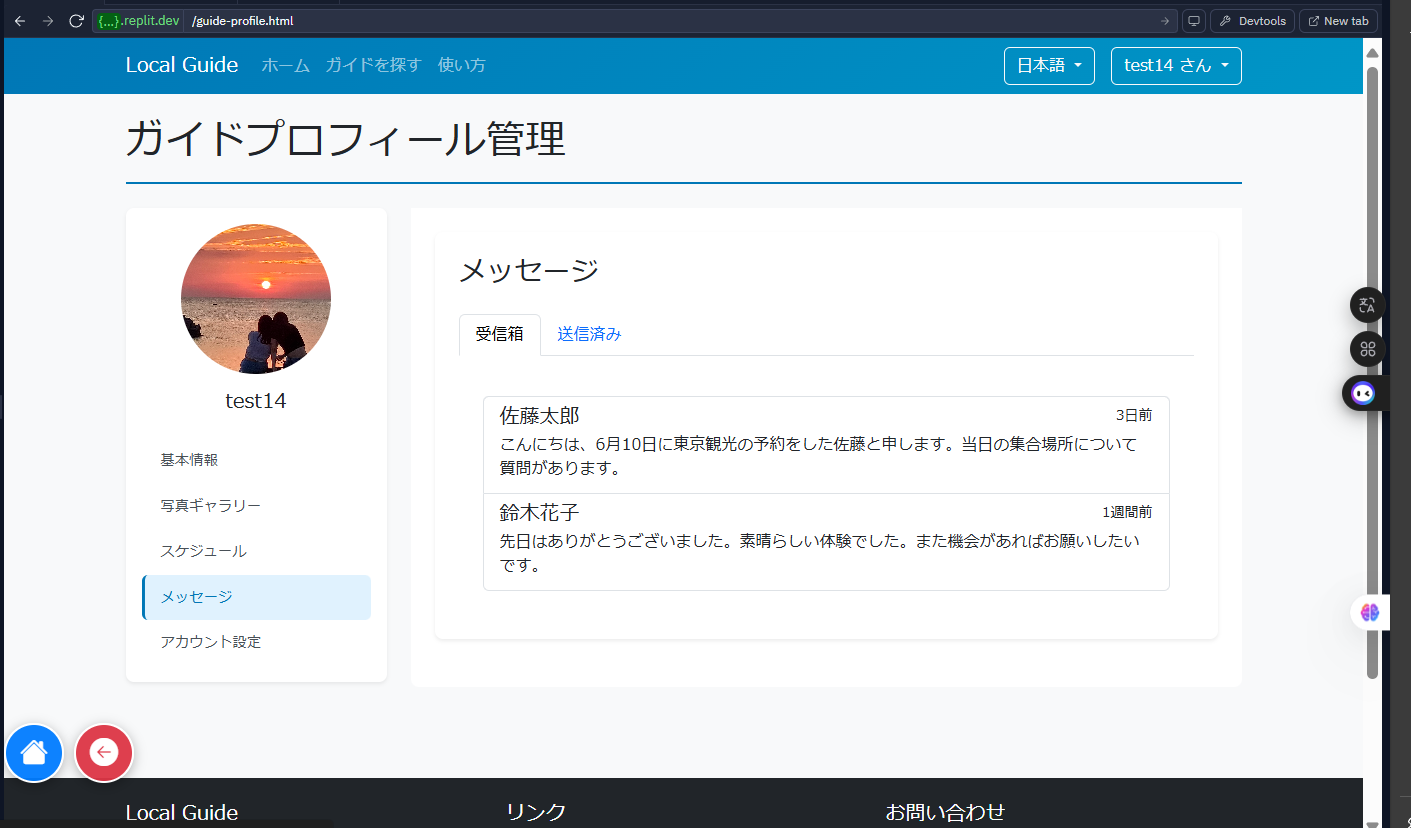 {...}.replit.dev /guide-profile.html Devtools New tab
Local Guide ホーム ガイドを探す 使い方 日本語 test14 さん
ガイドプロフィール管理
test14
基本情報
写真ギャラリー
スケジュール
メッセージ
アカウント設定
メッセージ
受信箱 送信済み
佐藤太郎 3日前
こんにちは、6月10日に東京観光の予約をした佐藤と申します。当日の集合場所について
質問があります。
鈴木花子 1週間前
先日はありがとうございました。素晴らしい体験でした。また機会があればお願いしたい
です。
Local Guide リンク お問い合わせ